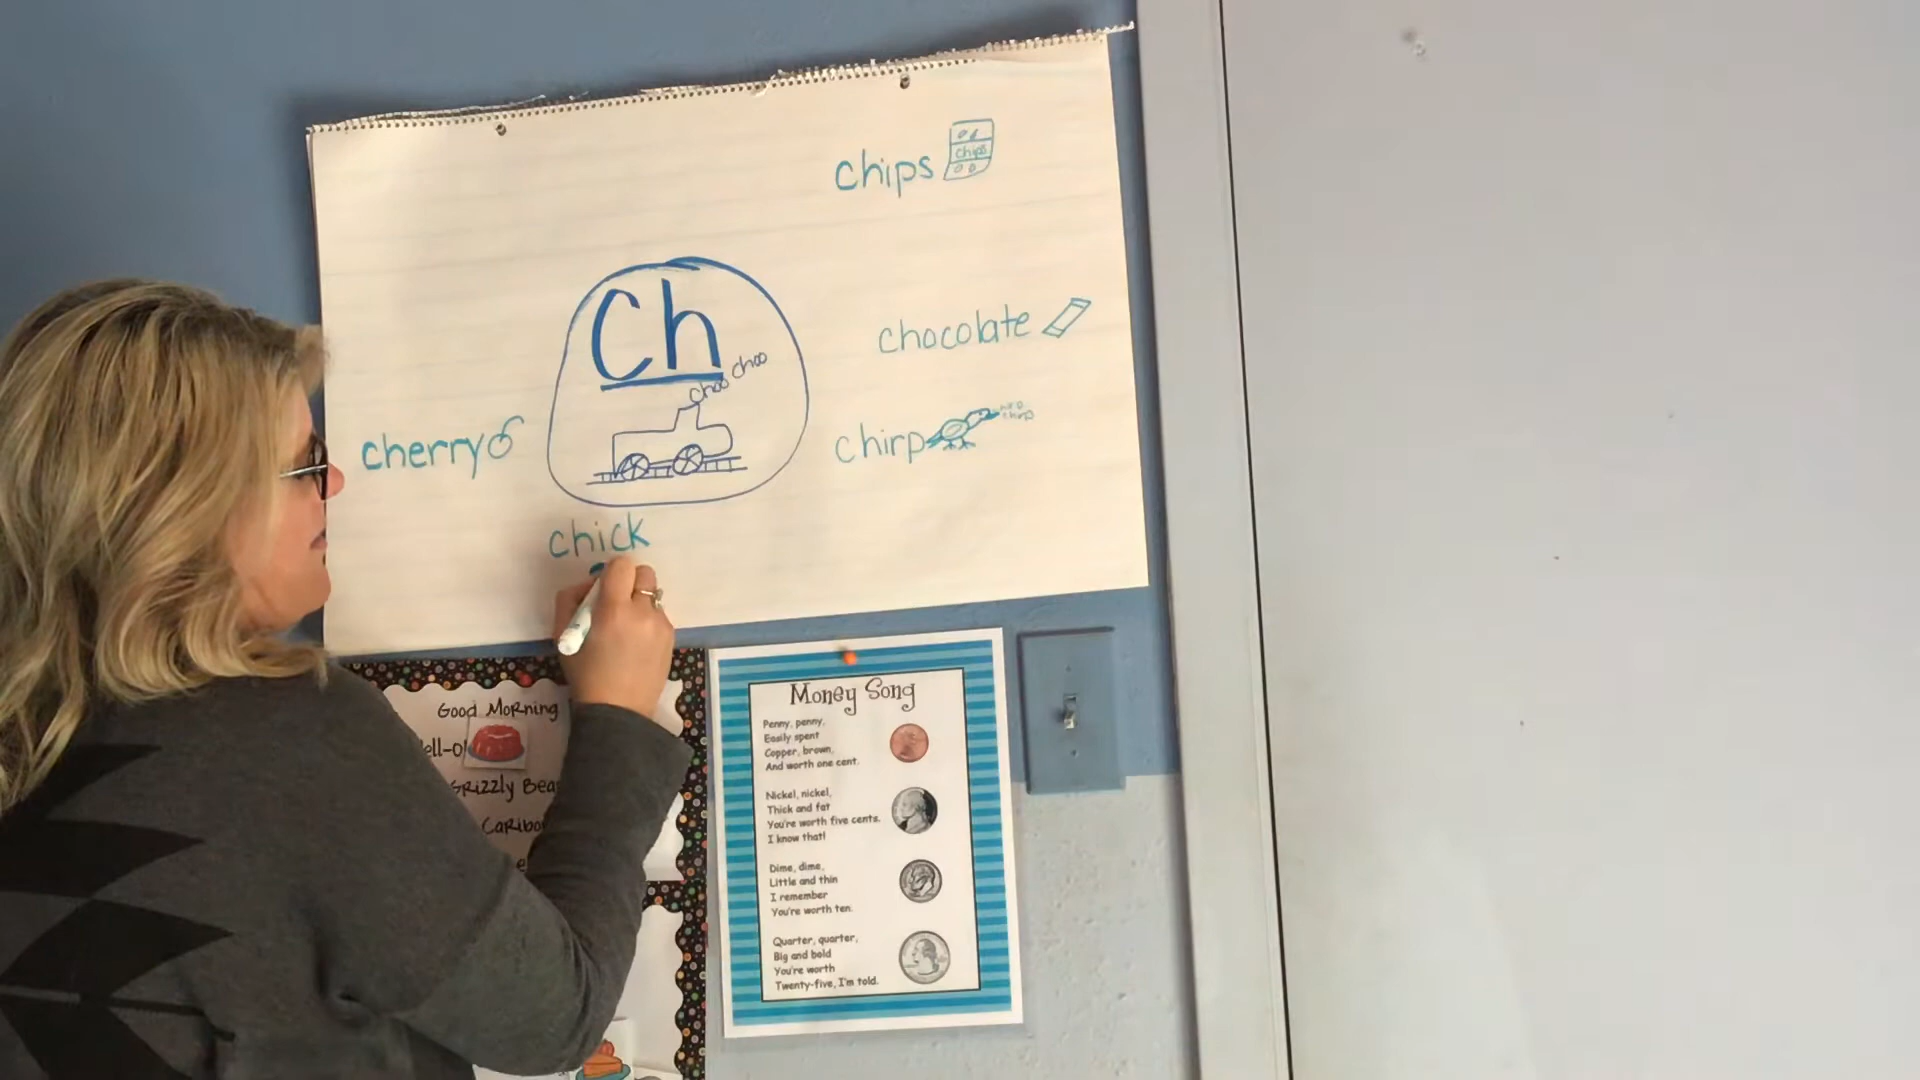 chips
chips
Ch
choo choo
chocolate
cherry
chirp
chirp
chick
Good Morning
Grizzly
Money Song
Penny, penny,
Easily spent
Copper, brown,
And worth one cent.
Nickel, nickel,
Thick and fat
You're worth five cents.
I know that!
Dime, dime,
Little and thin
I remember
You're worth ten.
Quarter, quarter,
Big and bold
You're worth
Twenty-five, I'm told.